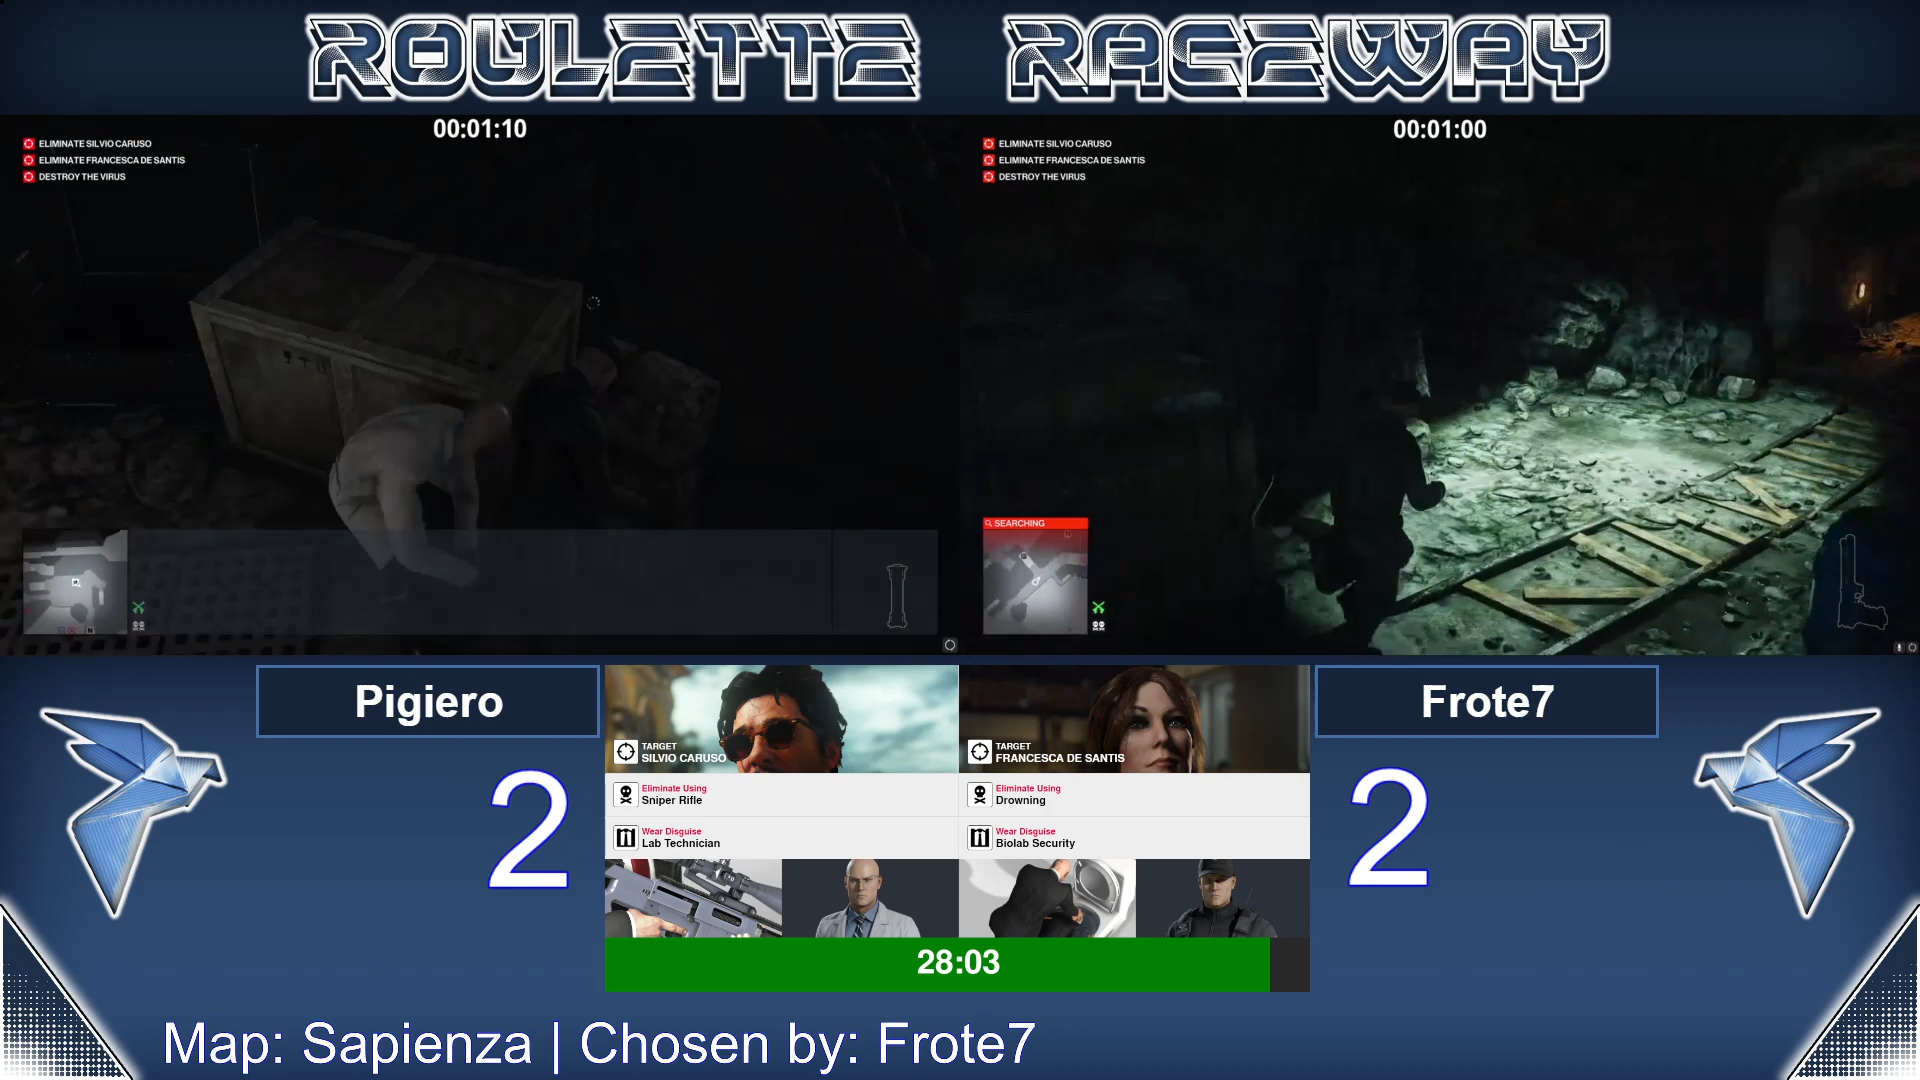 ROULETTE RACEWAY
00:01:10
ELIMINATE SILVIO CARUSO
ELIMINATE FRANCESCA DE SANTIS
DESTROY THE VIRUS
00:01:00
ELIMINATE SILVIO CARUSO
ELIMINATE FRANCESCA DE SANTIS
DESTROY THE VIRUS
SEARCHING
N
Pigiero
2
TARGET
SILVIO CARUSO
Eliminate Using
Sniper Rifle
Wear Disguise
Lab Technician
TARGET
FRANCESCA DE SANTIS
Eliminate Using
Drowning
Wear Disguise
Biolab Security
Frote7
2
28:03
Map: Sapienza | Chosen by: Frote7